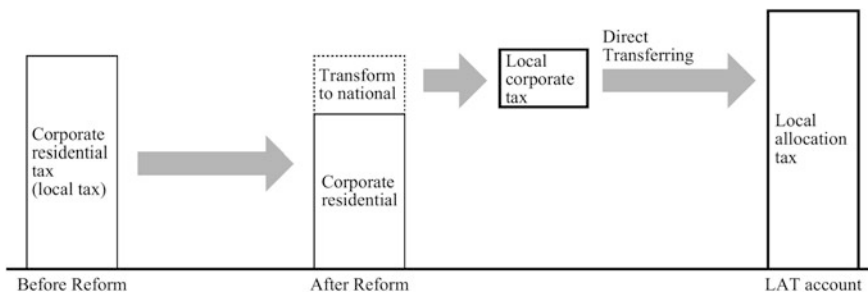 Corporate
residential
tax
(local tax)
Transform
to national
Corporate
residential
Local
corporate
tax
Direct
Transferring
Local
allocation
tax
Before Reform
After Reform
LAT account